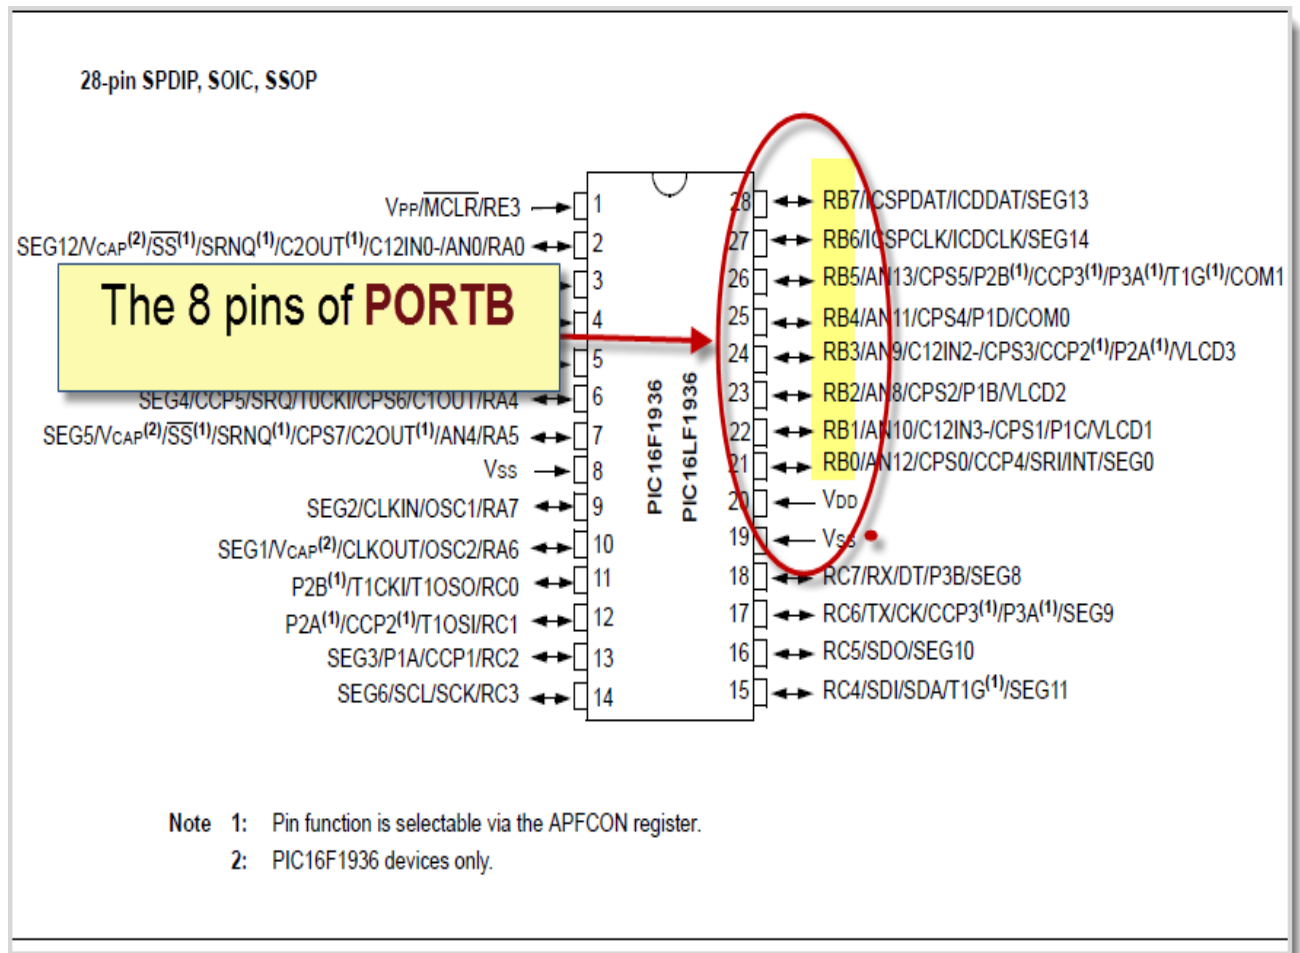 28-pin SPDIP, SOIC, SSOP
VPP/MCLR/RE3
1
SEG12/VCAP(2)/SS(1)/SRNQ(1)/C2OUT(1)/C12IN0-/AN0/RA0
2
The 8 pins of PORTB
3
4
5
SEG4/CCP5/SRQ/T0CKI/CPS6/C1OUT/RA4
6
SEG5/VCAP(2)/SS(1)/SRNQ(1)/CPS7/C2OUT(1)/AN4/RA5
7
VSS
8
SEG2/CLKIN/OSC1/RA7
9
SEG1/VCAP(2)/CLKOUT/OSC2/RA6
10
P2B(1)/T1CKI/T1OSO/RC0
11
P2A(1)/CCP2(1)/T1OSI/RC1
12
SEG3/P1A/CCP1/RC2
13
SEG6/SCL/SCK/RC3
14
PIC16F1936
PIC16LF1936
28
RB7/ICSPDAT/ICDDAT/SEG13
27
RB6/ICSPCLK/ICDCLK/SEG14
26
RB5/AN13/CPS5/P2B(1)/CCP3(1)/P3A(1)/T1G(1)/COM1
25
RB4/AN11/CPS4/P1D/COM0
24
RB3/AN9/C12IN2-/CPS3/CCP2(1)/P2A(1)/VLCD3
23
RB2/AN8/CPS2/P1B/VLCD2
22
RB1/AN10/C12IN3-/CPS1/P1C/VLCD1
21
RB0/AN12/CPS0/CCP4/SRI/INT/SEG0
20
VDD
19
VSS
18
RC7/RX/DT/P3B/SEG8
17
RC6/TX/CK/CCP3(1)/P3A(1)/SEG9
16
RC5/SDO/SEG10
15
RC4/SDI/SDA/T1G(1)/SEG11
Note 1: Pin function is selectable via the APFCON register.
2: PIC16F1936 devices only.